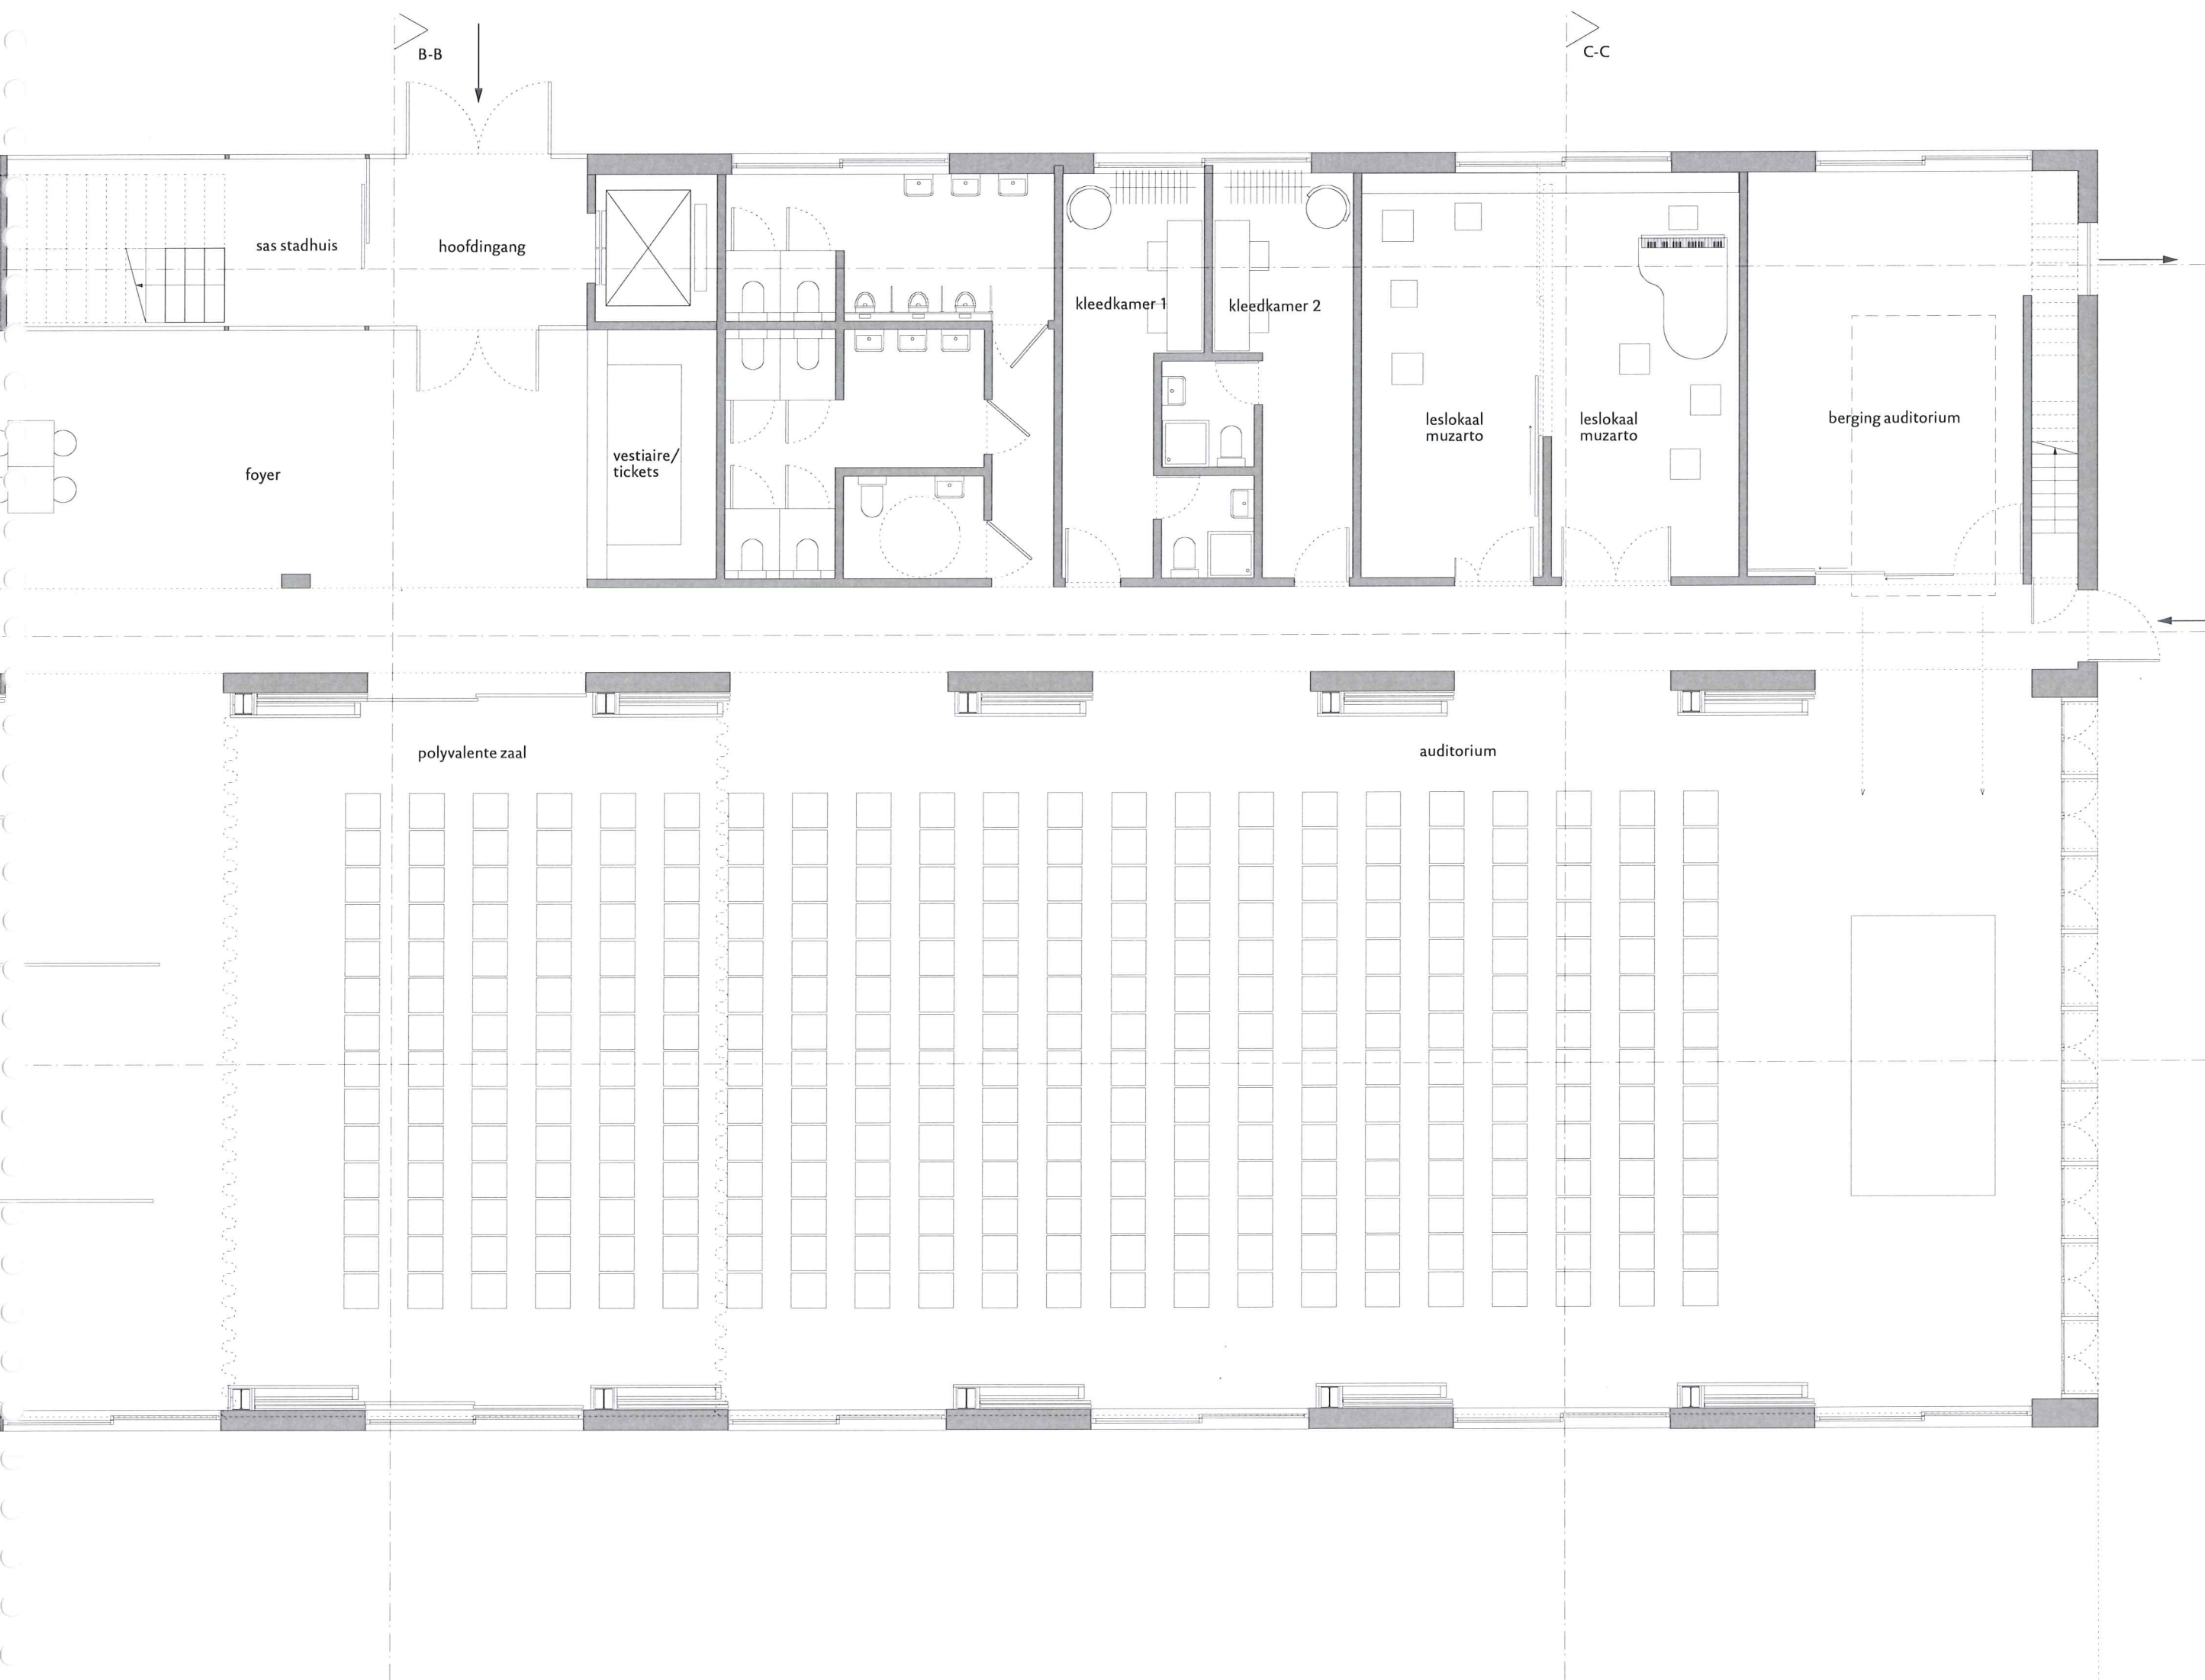 B-B
C-C
sas stadhuis
hoofdingang
kleedkamer 1
kleedkamer 2
leslokaal
muzarto
leslokaal
muzarto
berging auditorium
foyer
vestiaire/
tickets
polyvalente zaal
auditorium